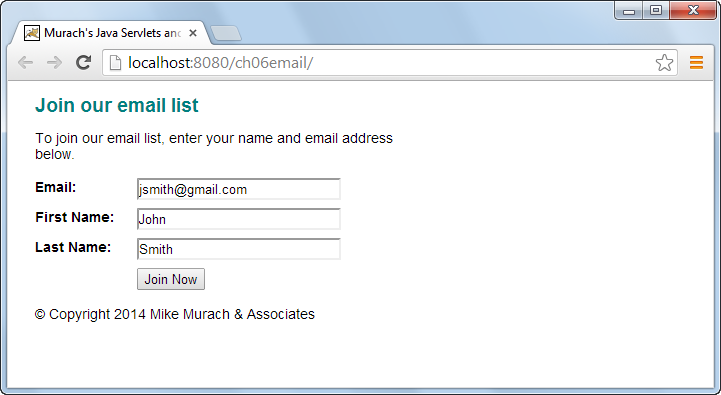 Murach's Java Servlets and
localhost:8080/ch06email/
Join our email list
To join our email list, enter your name and email address
below.
Email: jsmith@gmail.com
First Name: John
Last Name: Smith
Join Now
© Copyright 2014 Mike Murach & Associates